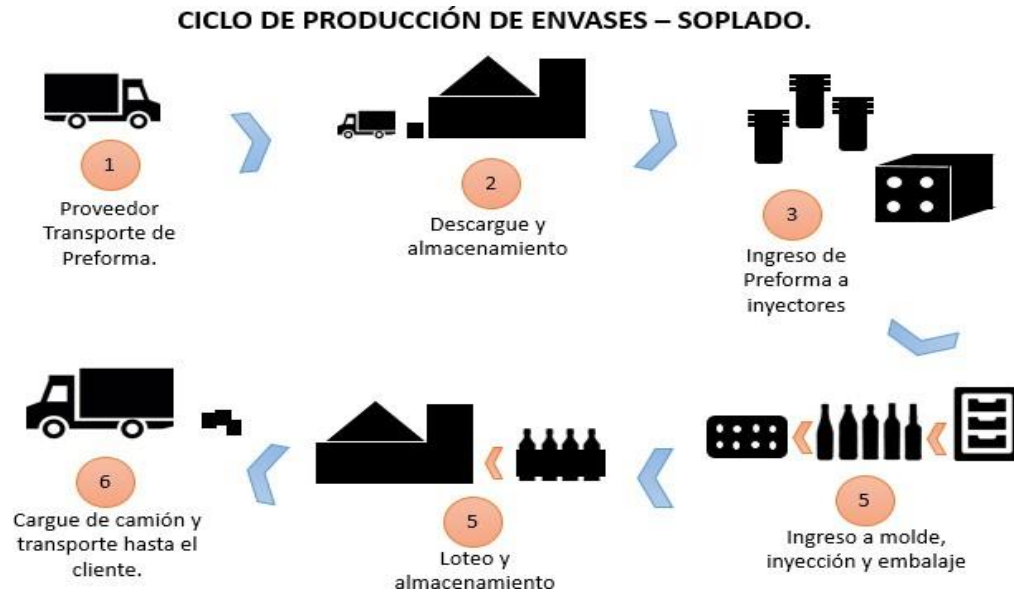 CICLO DE PRODUCCIÓN DE ENVASES – SOPLADO.
1
Proveedor
Transporte de
Preforma.
2
Descargue y
almacenamiento
3
Ingreso de
Preforma a
inyectores
5
Ingreso a molde,
inyección y embalaje
5
Loteo y
almacenamiento
6
Cargue de camión y
transporte hasta el
cliente.